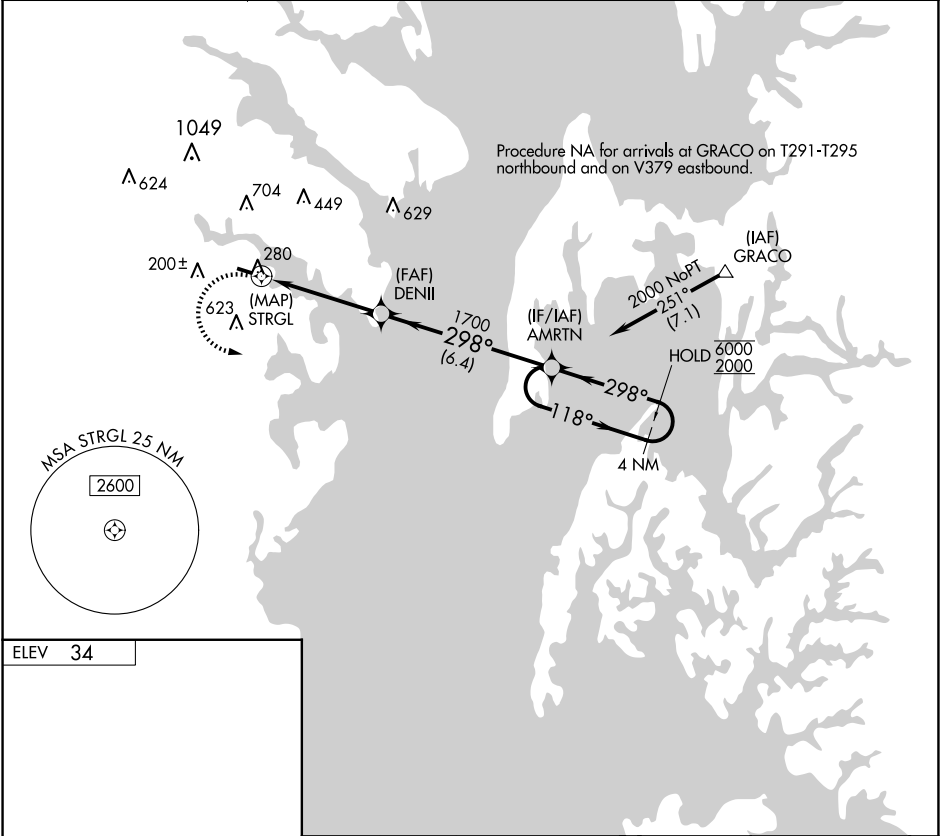 1049
624
704
449
629
Procedure NA for arrivals at GRACO on T291-T295
northbound and on V379 eastbound.
200±
280
(MAP)
STRGL
623
(FAF)
DENII
1700
298°
(6.4)
(IF/IAF)
AMRTN
2000 NoPT
251°
(7.1)
(IAF)
GRACO
HOLD
6000
2000
298°
118°
4 NM
MSA STRGL 25 NM
2600
ELEV 34